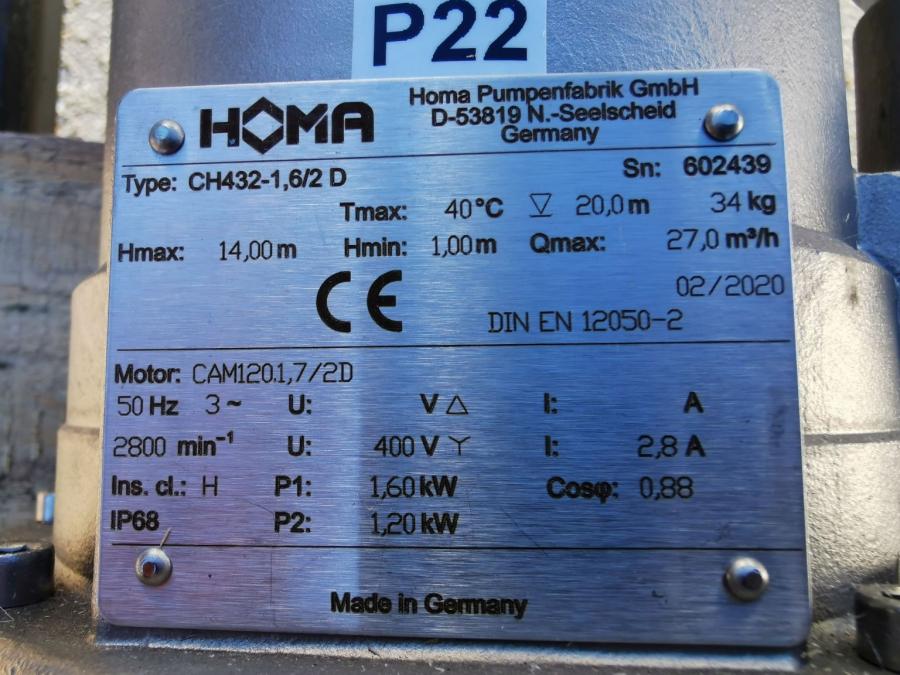 P22
HOMA
Homa Pumpenfabrik GmbH
D-53819 N.-Seelscheid
Germany
Type: CH432-1,6/2 D Sn: 602439
Tmax: 40°C ▽ 20,0 m 34 kg
Hmax: 14,00 m Hmin: 1,00 m Qmax: 27,0 m³/h
CE 02/2020
DIN EN 12050-2
Motor: CAM120.1,7/2D
50 Hz 3~ U: V △ I: A
2800 min⁻¹ U: 400 V Y I: 2,8 A
Ins. cl.: H P1: 1,60 kW Cosφ: 0,88
IP68 P2: 1,20 kW
Made in Germany